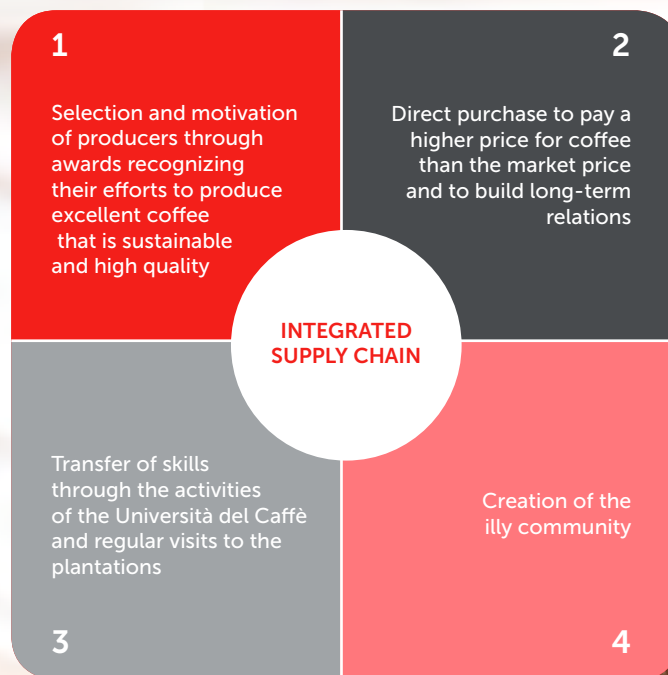 1
Selection and motivation
of producers through
awards recognizing
their efforts to produce
excellent coffee
that is sustainable
and high quality
2
Direct purchase to pay a
higher price for coffee
than the market price
and to build long-term
relations
INTEGRATED
SUPPLY CHAIN
Transfer of skills
through the activities
of the Università del Caffè
and regular visits to the
plantations
3
Creation of the
illy community
4